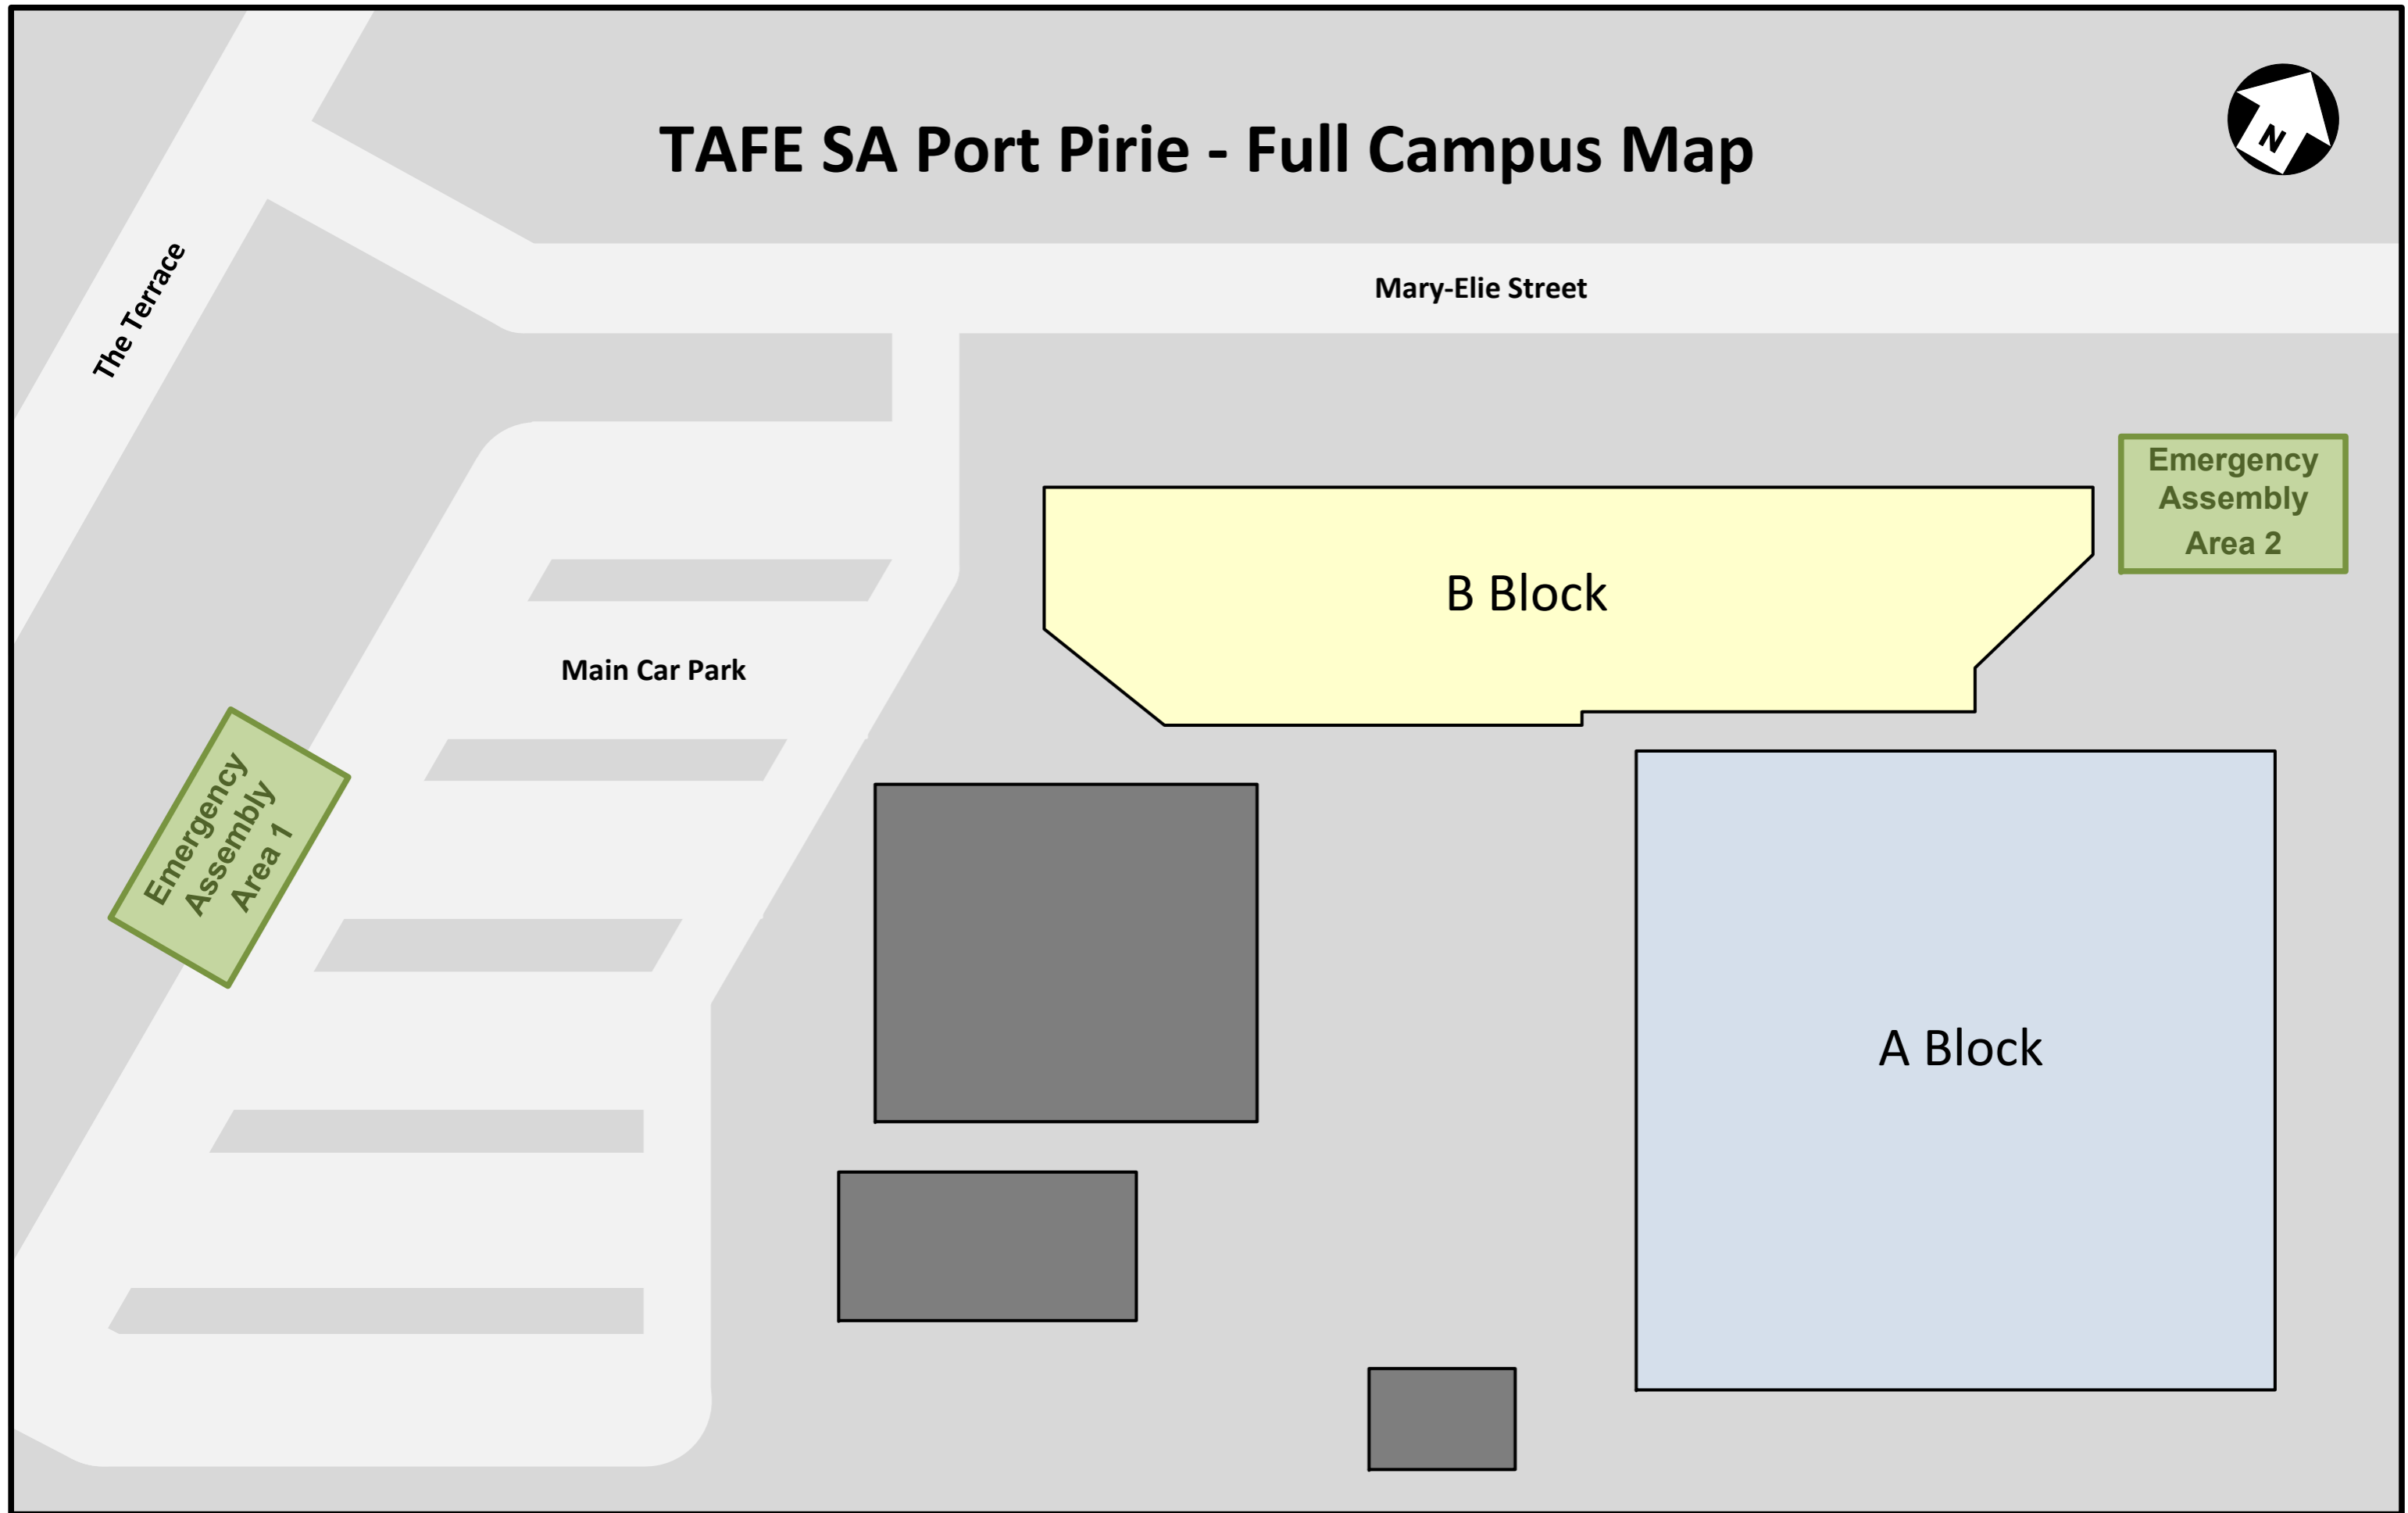 TAFE SA Port Pirie - Full Campus Map
N
The Terrace
Mary-Elie Street
Emergency
Assembly
Area 2
B Block
Main Car Park
Emergency
Assembly
Area 1
A Block